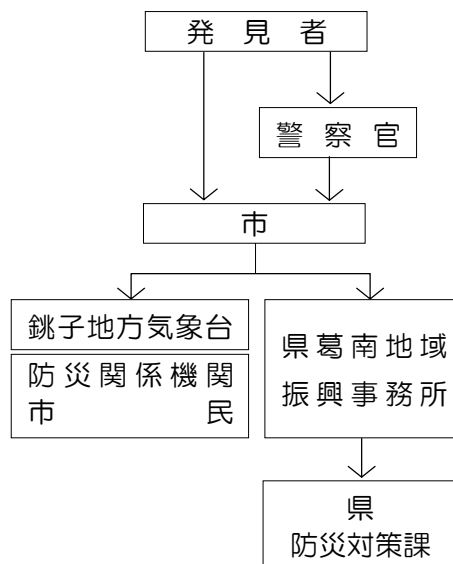 発見者
警察官
市
銚子地方気象台
防災関係機関
市民
県葛南地域
振興事務所
県
防災対策課